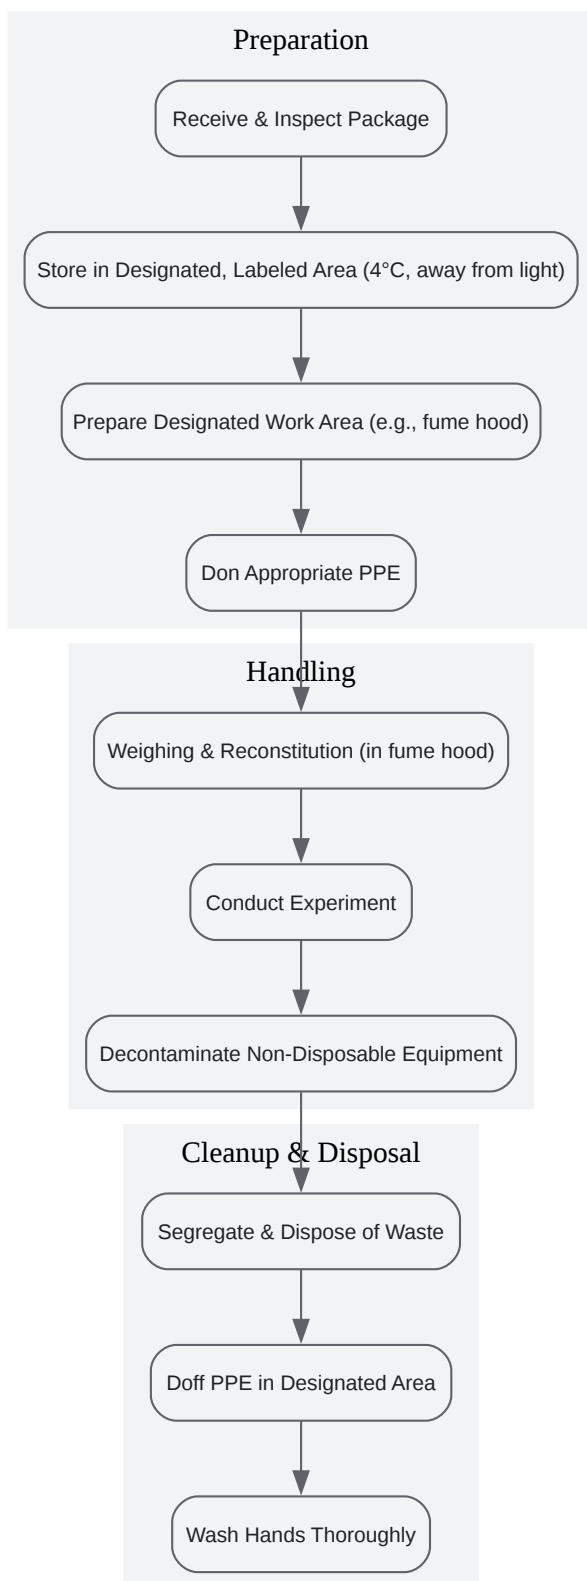 Preparation
Receive & Inspect Package
Store in Designated, Labeled Area (4°C, away from light)
Prepare Designated Work Area (e.g., fume hood)
Don Appropriate PPE
Handling
Weighing & Reconstitution (in fume hood)
Conduct Experiment
Decontaminate Non-Disposable Equipment
Cleanup & Disposal
Segregate & Dispose of Waste
Doff PPE in Designated Area
Wash Hands Thoroughly